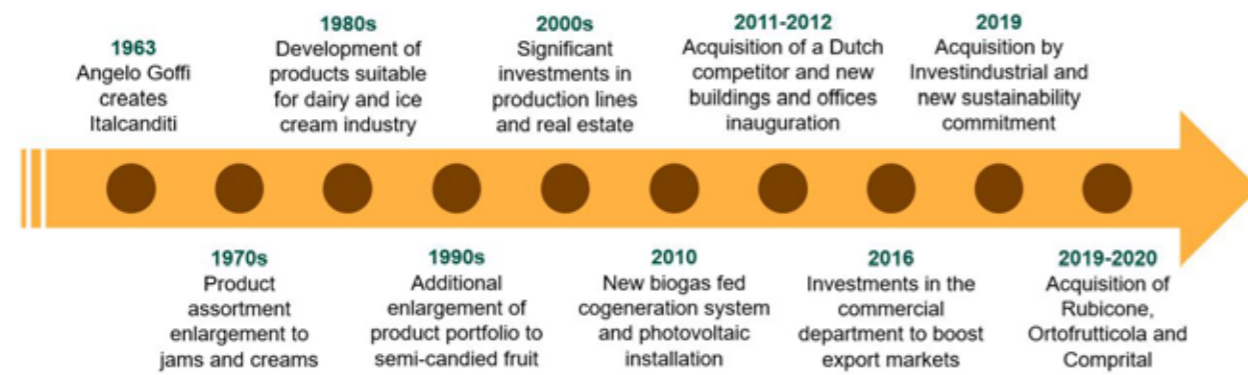 1963
Angelo Goffi
creates
Italcanditi
1980s
Development of
products suitable
for dairy and ice
cream industry
2000s
Significant
investments in
production lines
and real estate
2011-2012
Acquisition of a Dutch
competitor and new
buildings and offices
inauguration
2019
Acquisition by
Investindustrial and
new sustainability
commitment
1970s
Product
assortment
enlargement to
jams and creams
1990s
Additional
enlargement of
product portfolio to
semi-candied fruit
2010
New biogas fed
cogeneration system
and photovoltaic
installation
2016
Investments in the
commercial
department to boost
export markets
2019-2020
Acquisition of
Rubicone,
Ortofrutticola and
Comprital